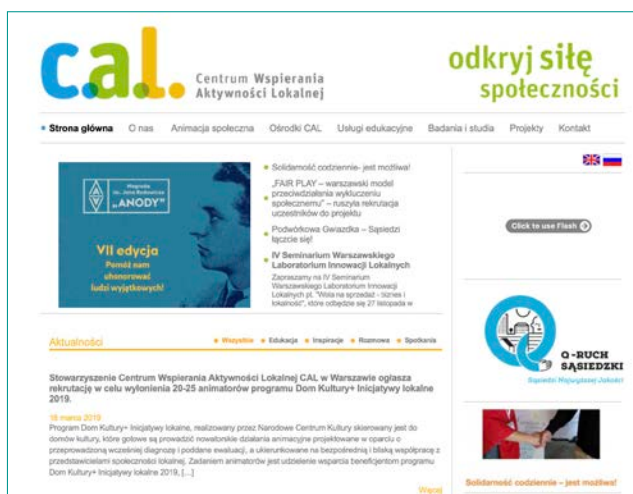 c.a.l.
Centrum Wspierania
Aktywności Lokalnej
odkryj siłę
społeczności
Strona główna O nas Animacja społeczna Ośrodki CAL Usługi edukacyjne Badania i studia Projekty Kontakt
Nagroda
im. Jana Rodowicza
„ANODY”
VII edycja
Pomóż nam
uhonorować
ludzi wyjątkowych!
Solidarność codziennie- jest możliwa!
„FAIR PLAY – warszawski model
przeciwdziałania wykluczeniu
społecznemu” – ruszyła rekrutacja
uczestników do projektu
Podwórkowa Gwiazdka – Sąsiedzi
łączcie się!
IV Seminarium Warszawskiego
Laboratorium Innowacji Lokalnych
Zapraszamy na IV Seminarium
Warszawskiego Laboratorium Innowacji
Lokalnych pt. "Wola na sprzedaż - biznes i
lokalność", które odbędzie się 27 listopada w
Click to use Flash
Q-RUCH
SĄSIEDZKI
Sąsiedzi Najwyższej Jakości
Solidarność codziennie – jest możliwa!
Aktualności
Wszystkie Edukacja Inspiracje Rozmowa Spotkania
Stowarzyszenie Centrum Wspierania Aktywności Lokalnej CAL w Warszawie ogłasza
rekrutację w celu wyłonienia 20-25 animatorów programu Dom Kultury+ Inicjatywy lokalne
2019.
16 marca 2019
Program Dom Kultury+ Inicjatywy lokalne, realizowany przez Narodowe Centrum Kultury skierowany jest do
domów kultury, które gotowe są prowadzić nowatorskie działania animacyjne projektowane w oparciu o
przeprowadzoną wcześniej diagnozę i poddane ewaluacji, a ukierunkowane na bezpośrednią i bliską współpracę z
przedstawicielami społeczności lokalnej. Zadaniem animatorów jest udzielenie wsparcia beneficjentom programu
Dom Kultury+ Inicjatywy lokalne 2019, […]
Więcej